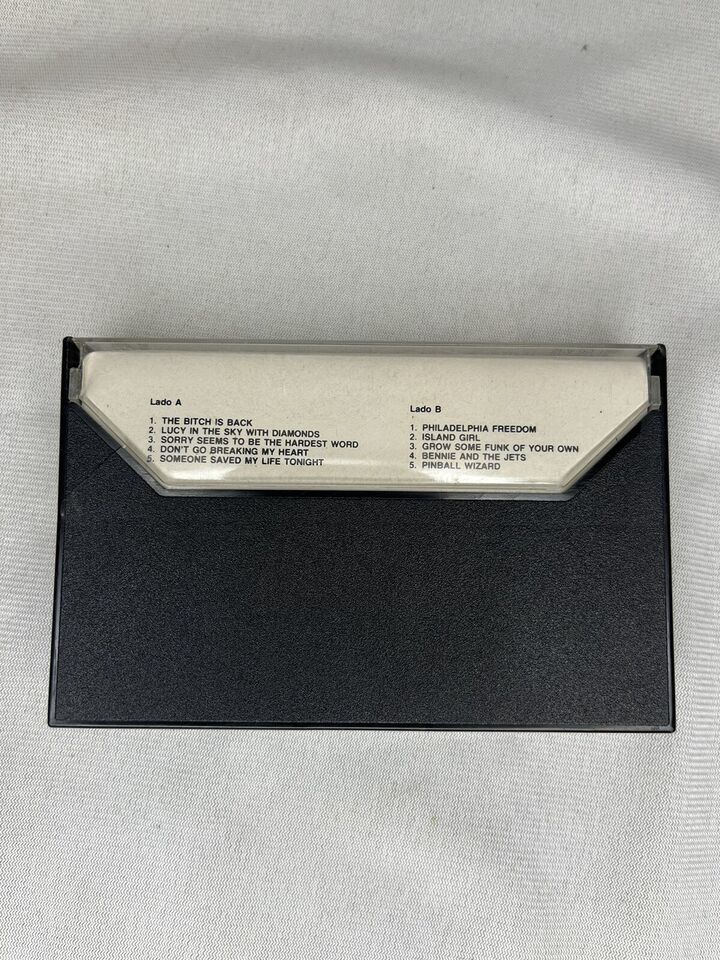 Lado A
1. THE BITCH IS BACK
2. LUCY IN THE SKY WITH DIAMONDS
3. SORRY SEEMS TO BE THE HARDEST WORD
4. DON'T GO BREAKING MY HEART
5. SOMEONE SAVED MY LIFE TONIGHT
Lado B
1. PHILADELPHIA FREEDOM
2. ISLAND GIRL
3. GROW SOME FUNK OF YOUR OWN
4. BENNIE AND THE JETS
5. PINBALL WIZARD